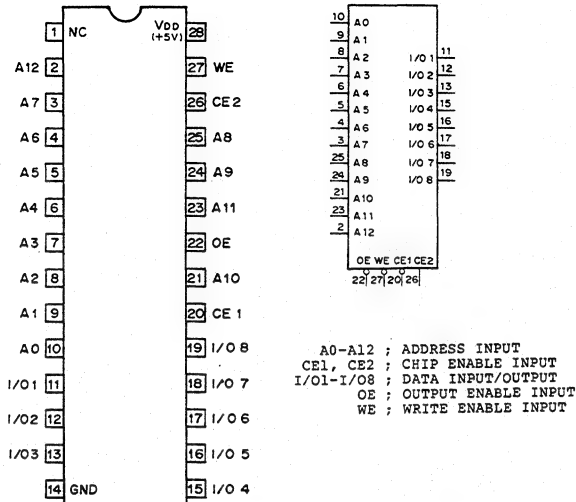 1 NC VDD (+5V) 28
A12 2 27 WE
A7 3 26 CE2
A6 4 25 A8
A5 5 24 A9
A4 6 23 A11
A3 7 22 OE
A2 8 21 A10
A1 9 20 CE 1
A0 10 19 I/O 8
I/O1 11 18 I/O 7
I/O2 12 17 I/O 6
I/O3 13 16 I/O 5
14 GND 15 I/O 4
10 A0
9 A1
8 A2 I/O 1 11
7 A3 I/O 2 12
6 A4 I/O 3 13
5 A5 I/O 4 15
4 A6 I/O 5 16
3 A7 I/O 6 17
25 A8 I/O 7 18
24 A9 I/O 8 19
21 A10
23 A11
2 A12
OE WE CE1 CE2
22 27 20 26
A0-A12 ; ADDRESS INPUT
CE1, CE2 ; CHIP ENABLE INPUT
I/O1-I/O8 ; DATA INPUT/OUTPUT
OE ; OUTPUT ENABLE INPUT
WE ; WRITE ENABLE INPUT